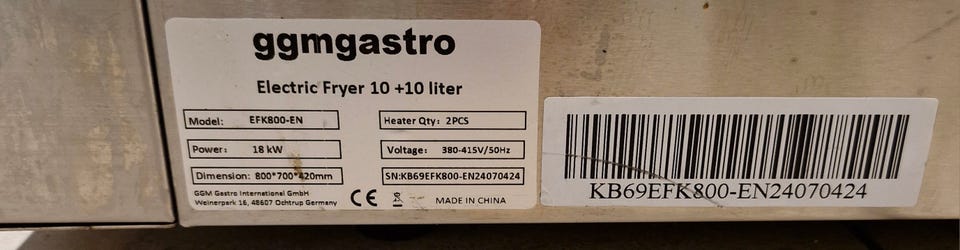 ggmgastro
Electric Fryer 10 +10 liter
Model: EFK800-EN
Heater Qty: 2PCS
Power: 18 kW
Voltage: 380-415V/50Hz
Dimension: 800*700*420mm
SN:KB69EFK800-EN24070424
GGM Gastro International GmbH
Weinerpark 16, 48607 Ochtrup Germany
CE
MADE IN CHINA
KB69EFK800-EN24070424